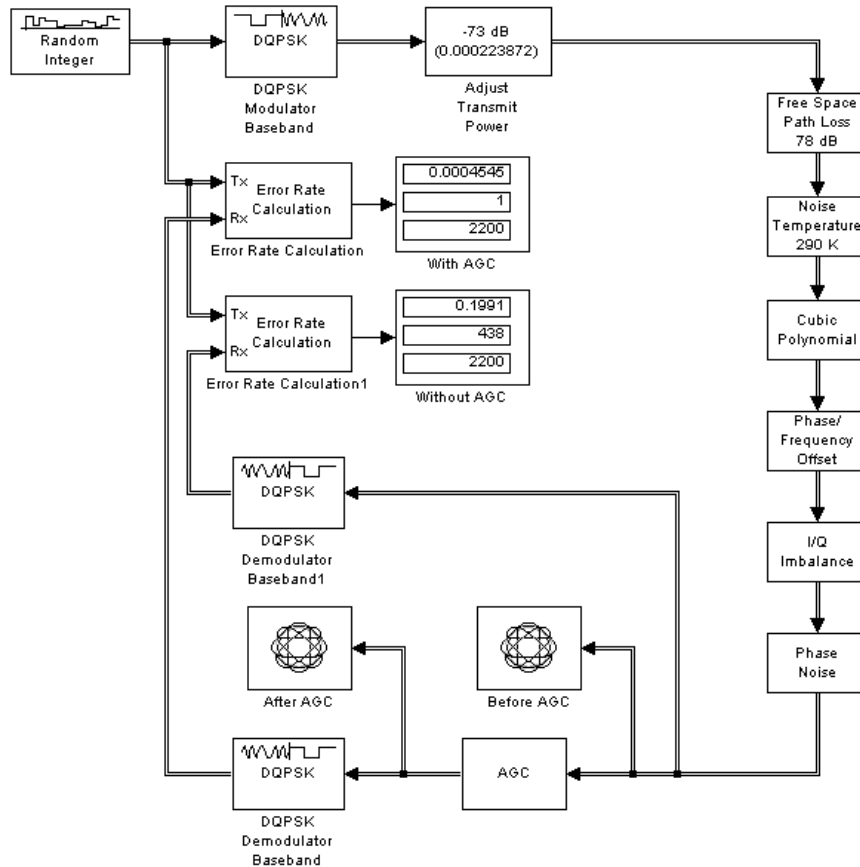 Random
Integer
DQPSK
DQPSK
Modulator
Baseband
-73 dB
(0.000223872)
Adjust
Transmit
Power
Free Space
Path Loss
78 dB
Tx
Rx
Error Rate
Calculation
Error Rate Calculation
0.0004545
1
2200
With AGC
Noise
Temperature
290 K
Tx
Rx
Error Rate
Calculation
Error Rate Calculation1
0.1991
438
2200
Without AGC
Cubic
Polynomial
Phase/
Frequency
Offset
DQPSK
DQPSK
Demodulator
Baseband1
I/Q
Imbalance
After AGC
Before AGC
Phase
Noise
DQPSK
DQPSK
Demodulator
Baseband
AGC